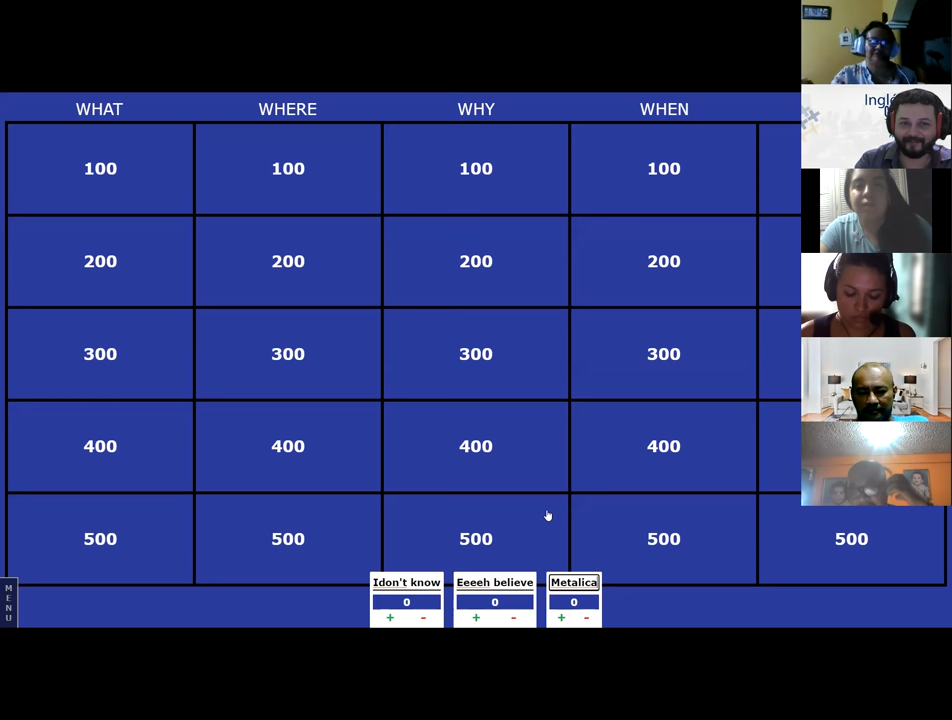 WHAT WHERE WHY WHEN
100 100 100 100
200 200 200 200
300 300 300 300
400 400 400 400
500 500 500 500 500
Idon't know Eeeeh believe Metalica
0 0 0
+ - + - + -
MENU